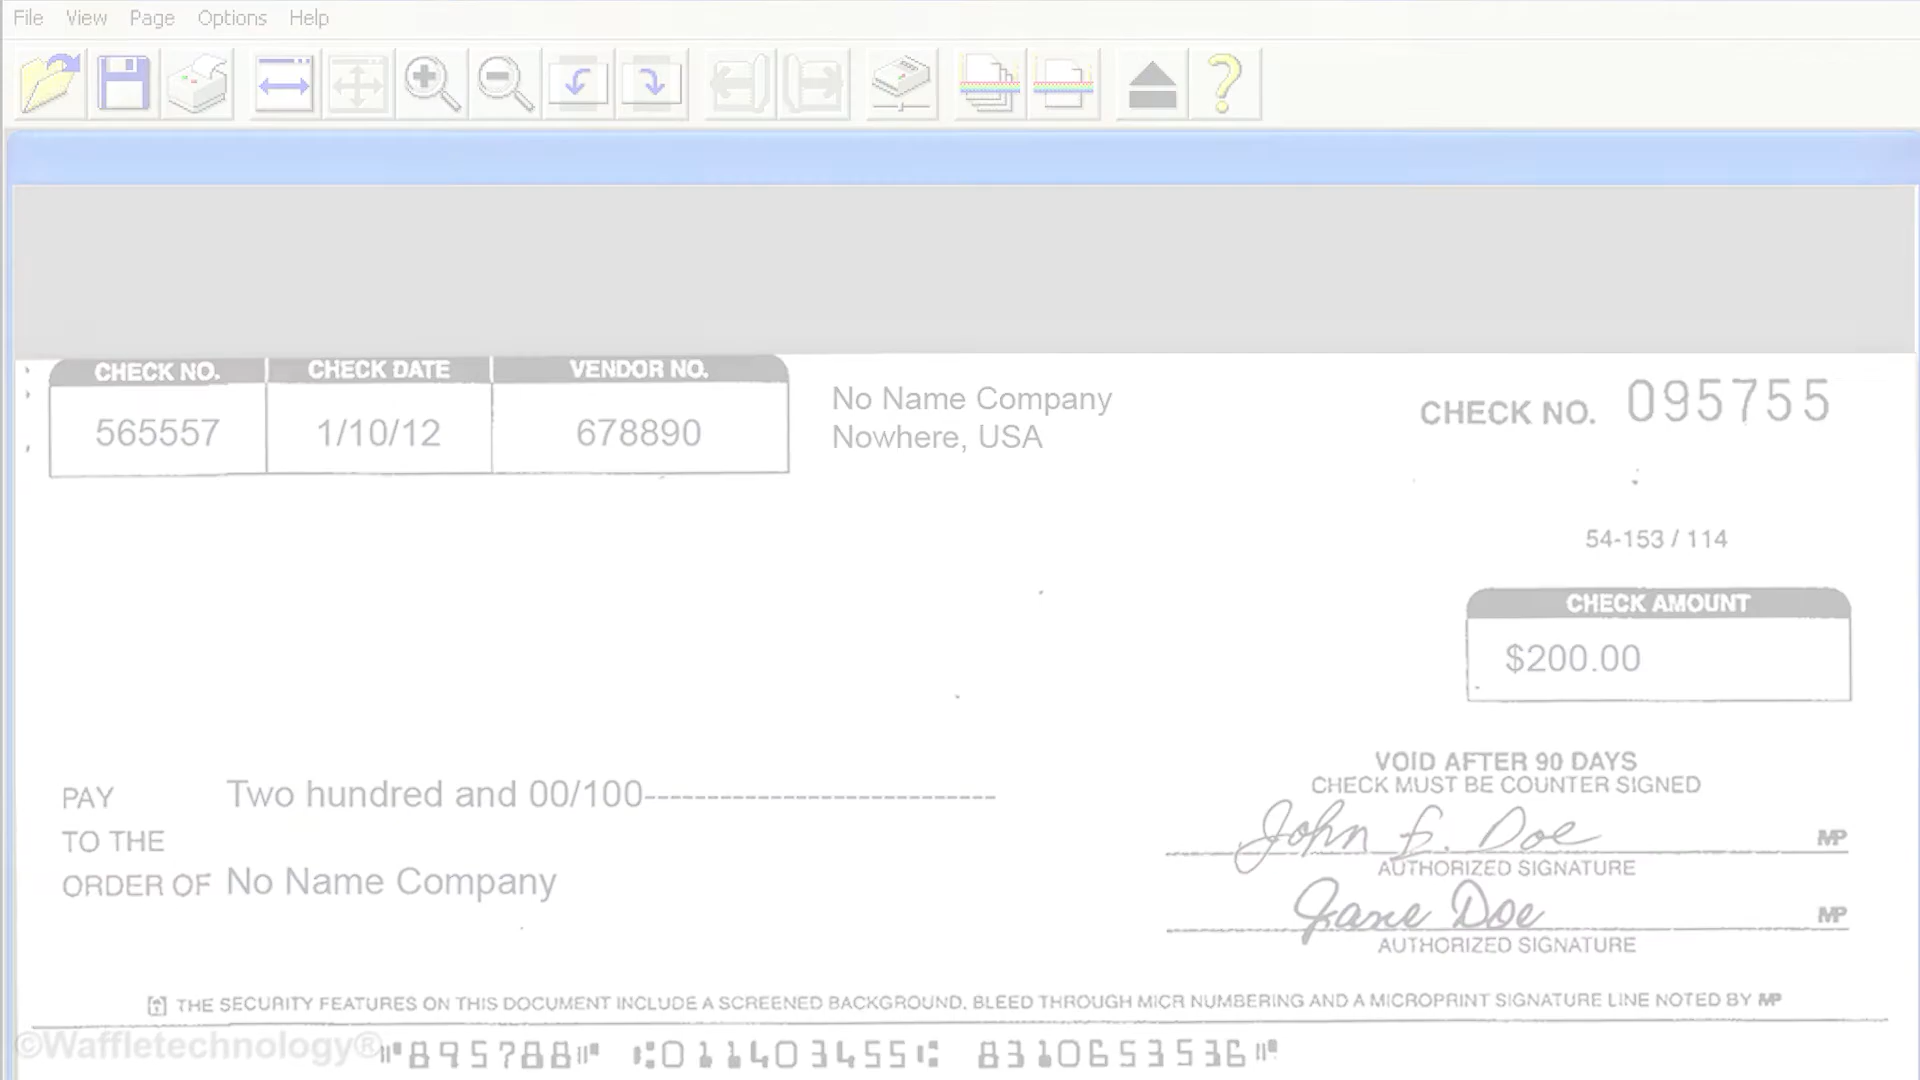 File View Page Options Help
CHECK NO. CHECK DATE VENDOR NO.
565557 1/10/12 678890
No Name Company
Nowhere, USA
CHECK NO. 095755
54-153 / 114
CHECK AMOUNT
$200.00
VOID AFTER 90 DAYS
CHECK MUST BE COUNTER SIGNED
PAY Two hundred and 00/100----------------------------
TO THE
ORDER OF No Name Company
John E. Doe MP
AUTHORIZED SIGNATURE
Jane Doe MP
AUTHORIZED SIGNATURE
THE SECURITY FEATURES ON THIS DOCUMENT INCLUDE A SCREENED BACKGROUND, BLEED THROUGH MICR NUMBERING AND A MICROPRINT SIGNATURE LINE NOTED BY MP
©Waffletechnology® ⑈895788⑈ ⑆011403455⑆ 8310653536⑈